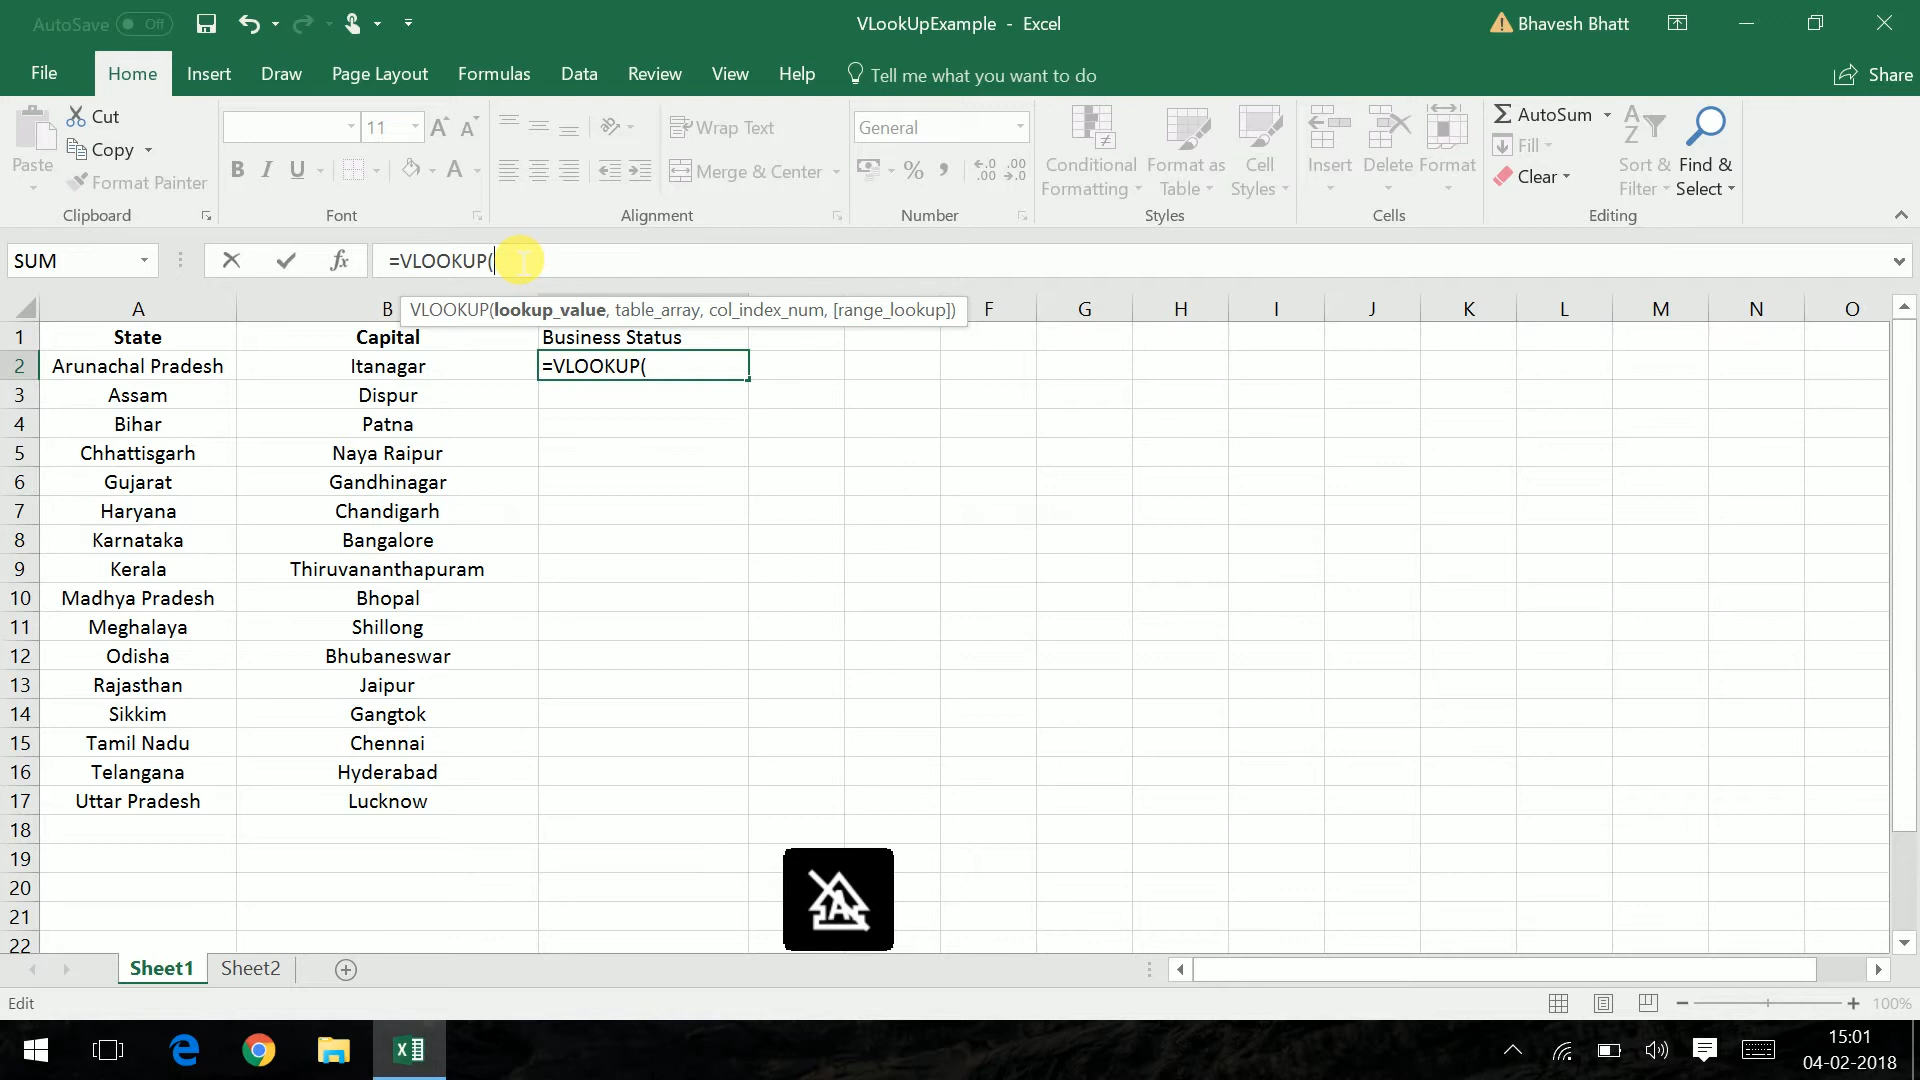 AutoSave Off
VLookUpExample - Excel
Bhavesh Bhatt
File Home Insert Draw Page Layout Formulas Data Review View Help Tell me what you want to do Share
Paste
Cut
Copy
Format Painter
Clipboard
11
B I U
Font
Wrap Text
Merge & Center
Alignment
General
Number
Conditional Formatting
Format as Table
Cell Styles
Styles
Insert
Delete
Format
Cells
AutoSum
Fill
Clear
Sort & Filter
Find & Select
Editing
SUM fx =VLOOKUP(
VLOOKUP(lookup_value, table_array, col_index_num, [range_lookup])
A B F G H I J K L M N O
1 State Capital Business Status
2 Arunachal Pradesh Itanagar =VLOOKUP(
3 Assam Dispur
4 Bihar Patna
5 Chhattisgarh Naya Raipur
6 Gujarat Gandhinagar
7 Haryana Chandigarh
8 Karnataka Bangalore
9 Kerala Thiruvananthapuram
10 Madhya Pradesh Bhopal
11 Meghalaya Shillong
12 Odisha Bhubaneswar
13 Rajasthan Jaipur
14 Sikkim Gangtok
15 Tamil Nadu Chennai
16 Telangana Hyderabad
17 Uttar Pradesh Lucknow
18
19
20
21
22
Sheet1 Sheet2
Edit
100%
15:01
04-02-2018